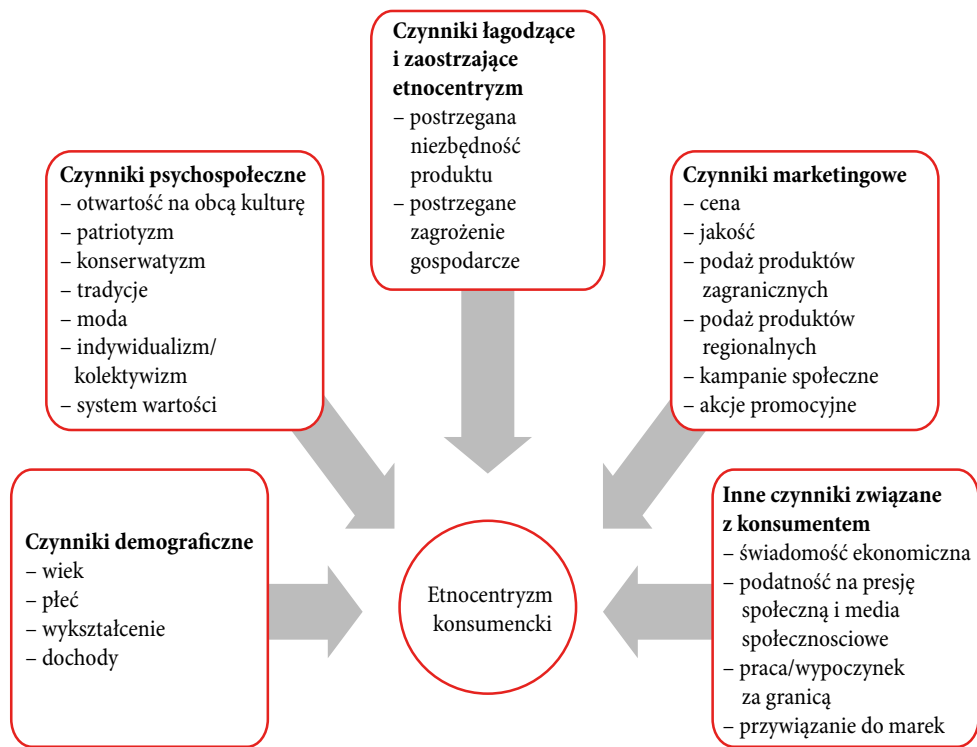 Czynniki łagodzące
i zaostrzające
etnocentryzm
– postrzegana
niezbędność
produktu
– postrzegane
zagrożenie
gospodarcze
Czynniki psychospołeczne
– otwartość na obcą kulturę
– patriotyzm
– konserwatyzm
– tradycje
– moda
– indywidualizm/
kolektywizm
– system wartości
Czynniki marketingowe
– cena
– jakość
– podaż produktów
zagranicznych
– podaż produktów
regionalnych
– kampanie społeczne
– akcje promocyjne
Czynniki demograficzne
– wiek
– płeć
– wykształcenie
– dochody
Etnocentryzm
konsumencki
Inne czynniki związane
z konsumentem
– świadomość ekonomiczna
– podatność na presję
społeczną i media
społecznosciowe
– praca/wypoczynek
za granicą
– przywiązanie do marek